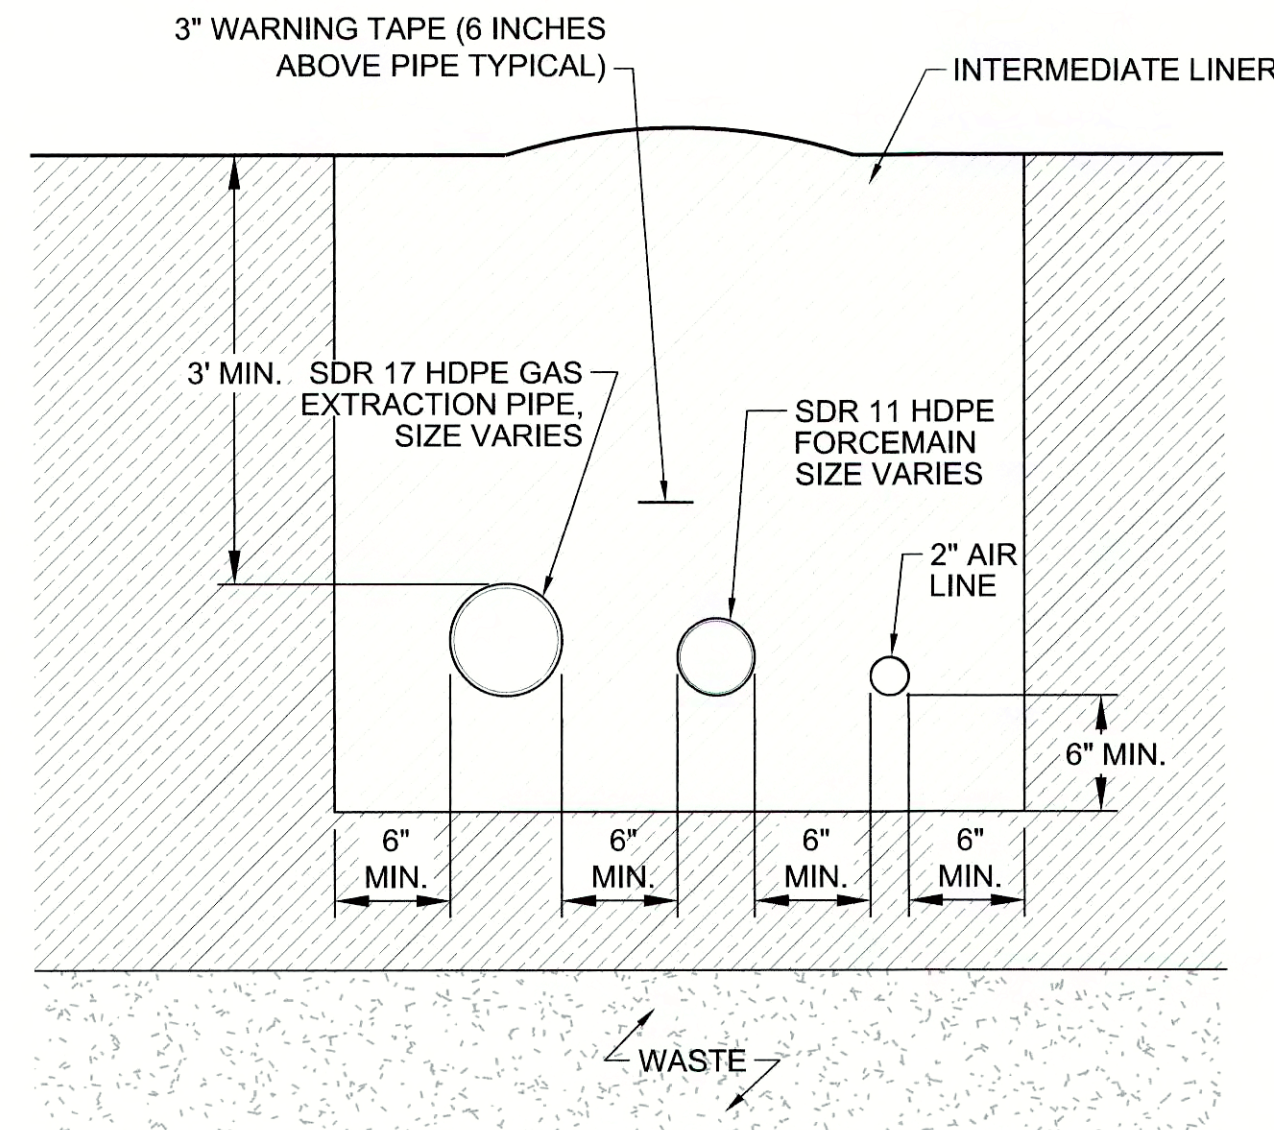 3" WARNING TAPE (6 INCHES
ABOVE PIPE TYPICAL)
INTERMEDIATE LINER
3' MIN.
SDR 17 HDPE GAS
EXTRACTION PIPE,
SIZE VARIES
SDR 11 HDPE
FORCEMAIN
SIZE VARIES
2" AIR
LINE
6" MIN.
6"
MIN.
6"
MIN.
6"
MIN.
6"
MIN.
WASTE